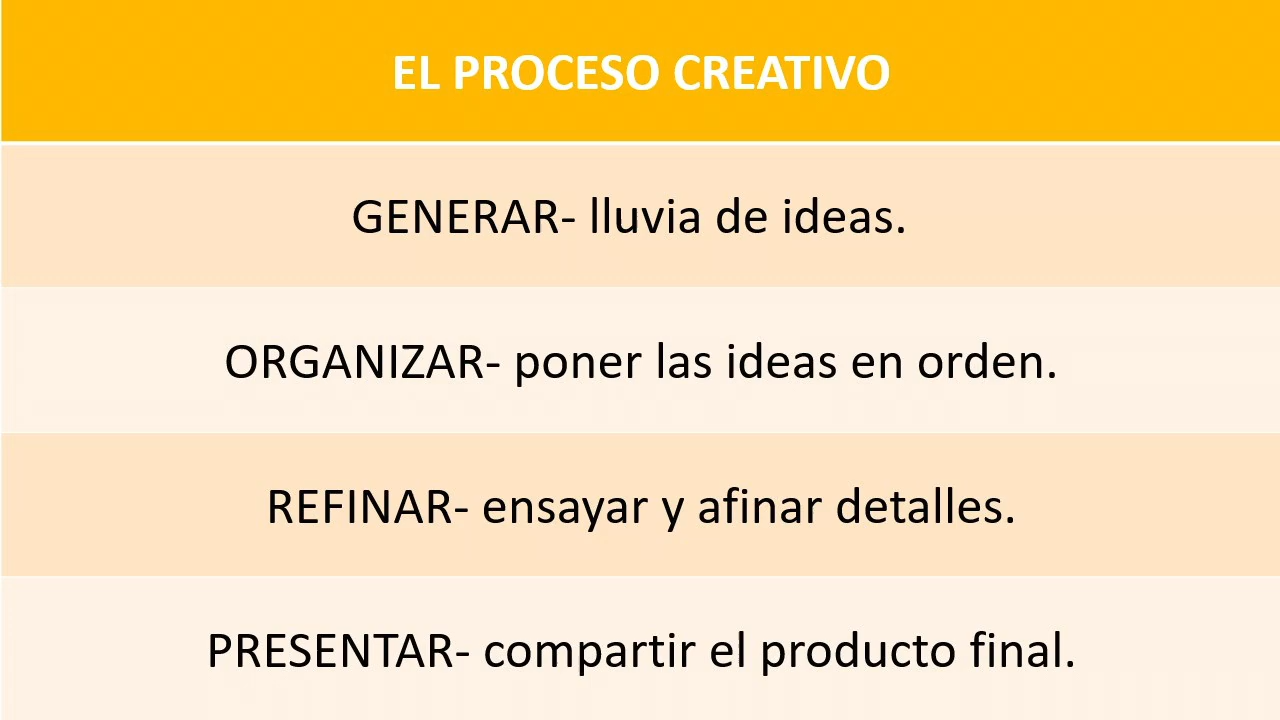 EL PROCESO CREATIVO
GENERAR- lluvia de ideas.
ORGANIZAR- poner las ideas en orden.
REFINAR- ensayar y afinar detalles.
PRESENTAR- compartir el producto final.